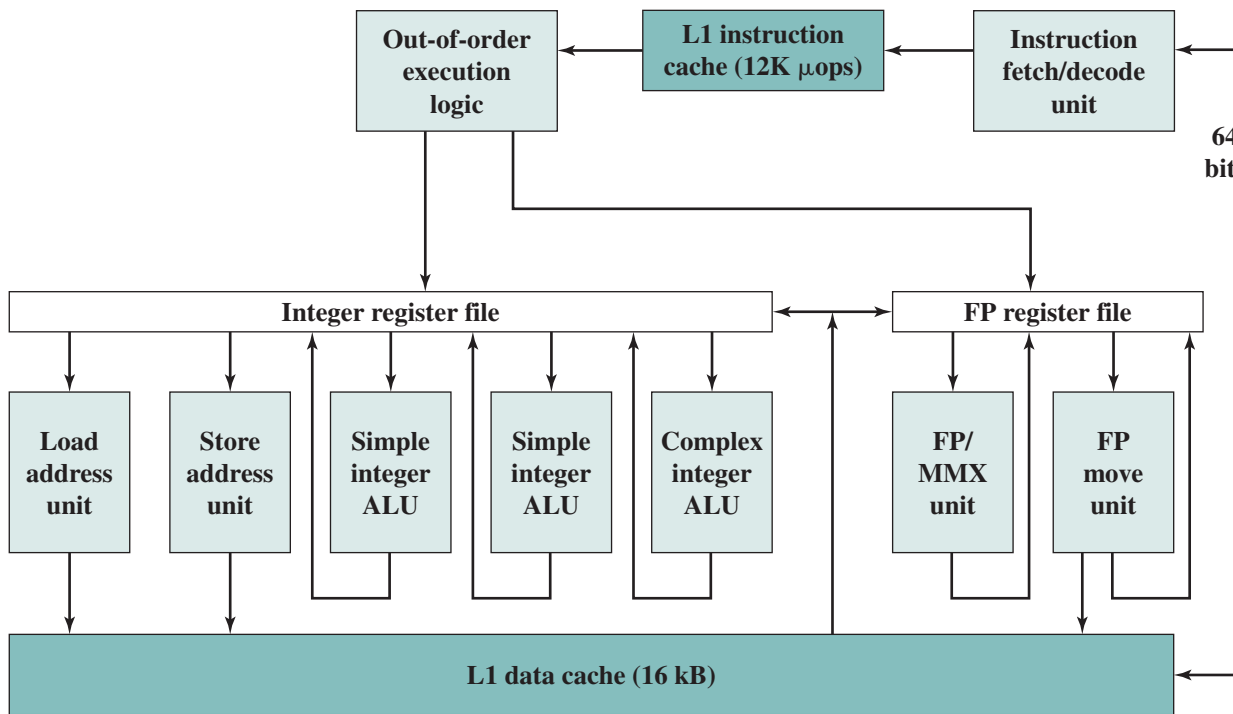 Out-of-order
execution
logic
L1 instruction
cache (12K μops)
Instruction
fetch/decode
unit
64
bit
Integer register file
FP register file
Load
address
unit
Store
address
unit
Simple
integer
ALU
Simple
integer
ALU
Complex
integer
ALU
FP/
MMX
unit
FP
move
unit
L1 data cache (16 kB)